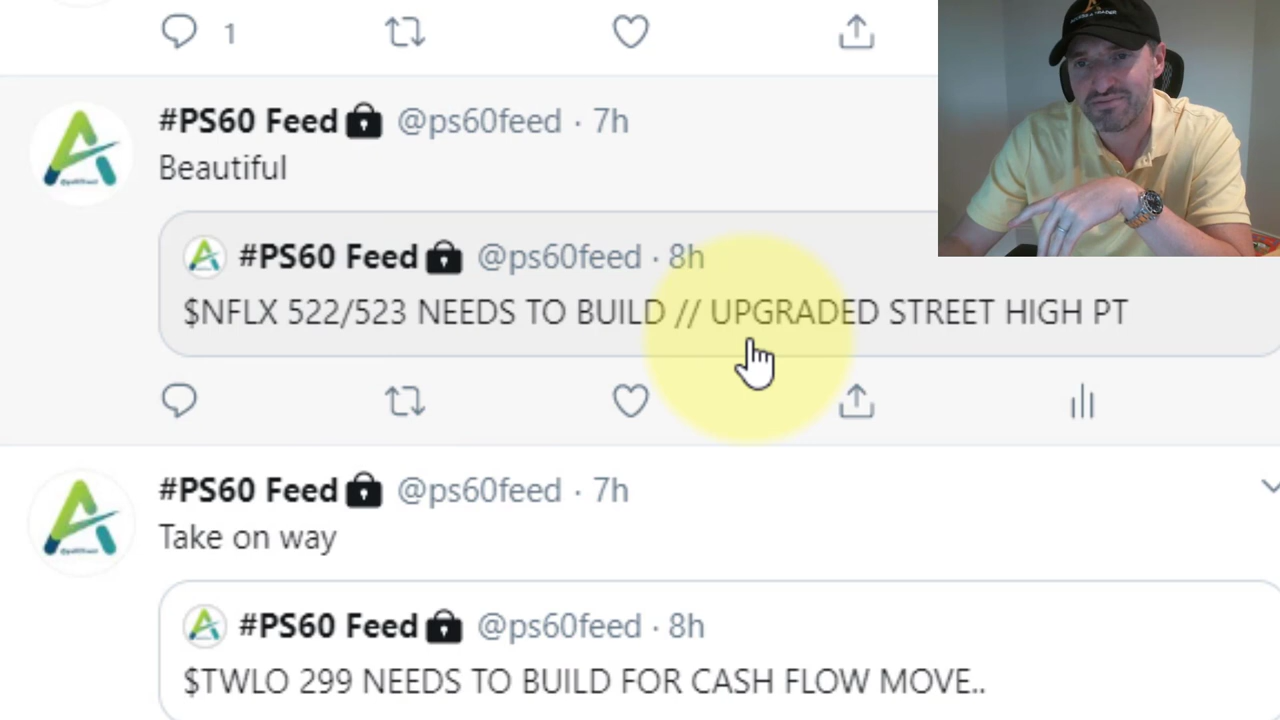 1
#PS60 Feed @ps60feed · 7h
Beautiful
#PS60 Feed @ps60feed · 8h
$NFLX 522/523 NEEDS TO BUILD // UPGRADED STREET HIGH PT
#PS60 Feed @ps60feed · 7h
Take on way
#PS60 Feed @ps60feed · 8h
$TWLO 299 NEEDS TO BUILD FOR CASH FLOW MOVE..